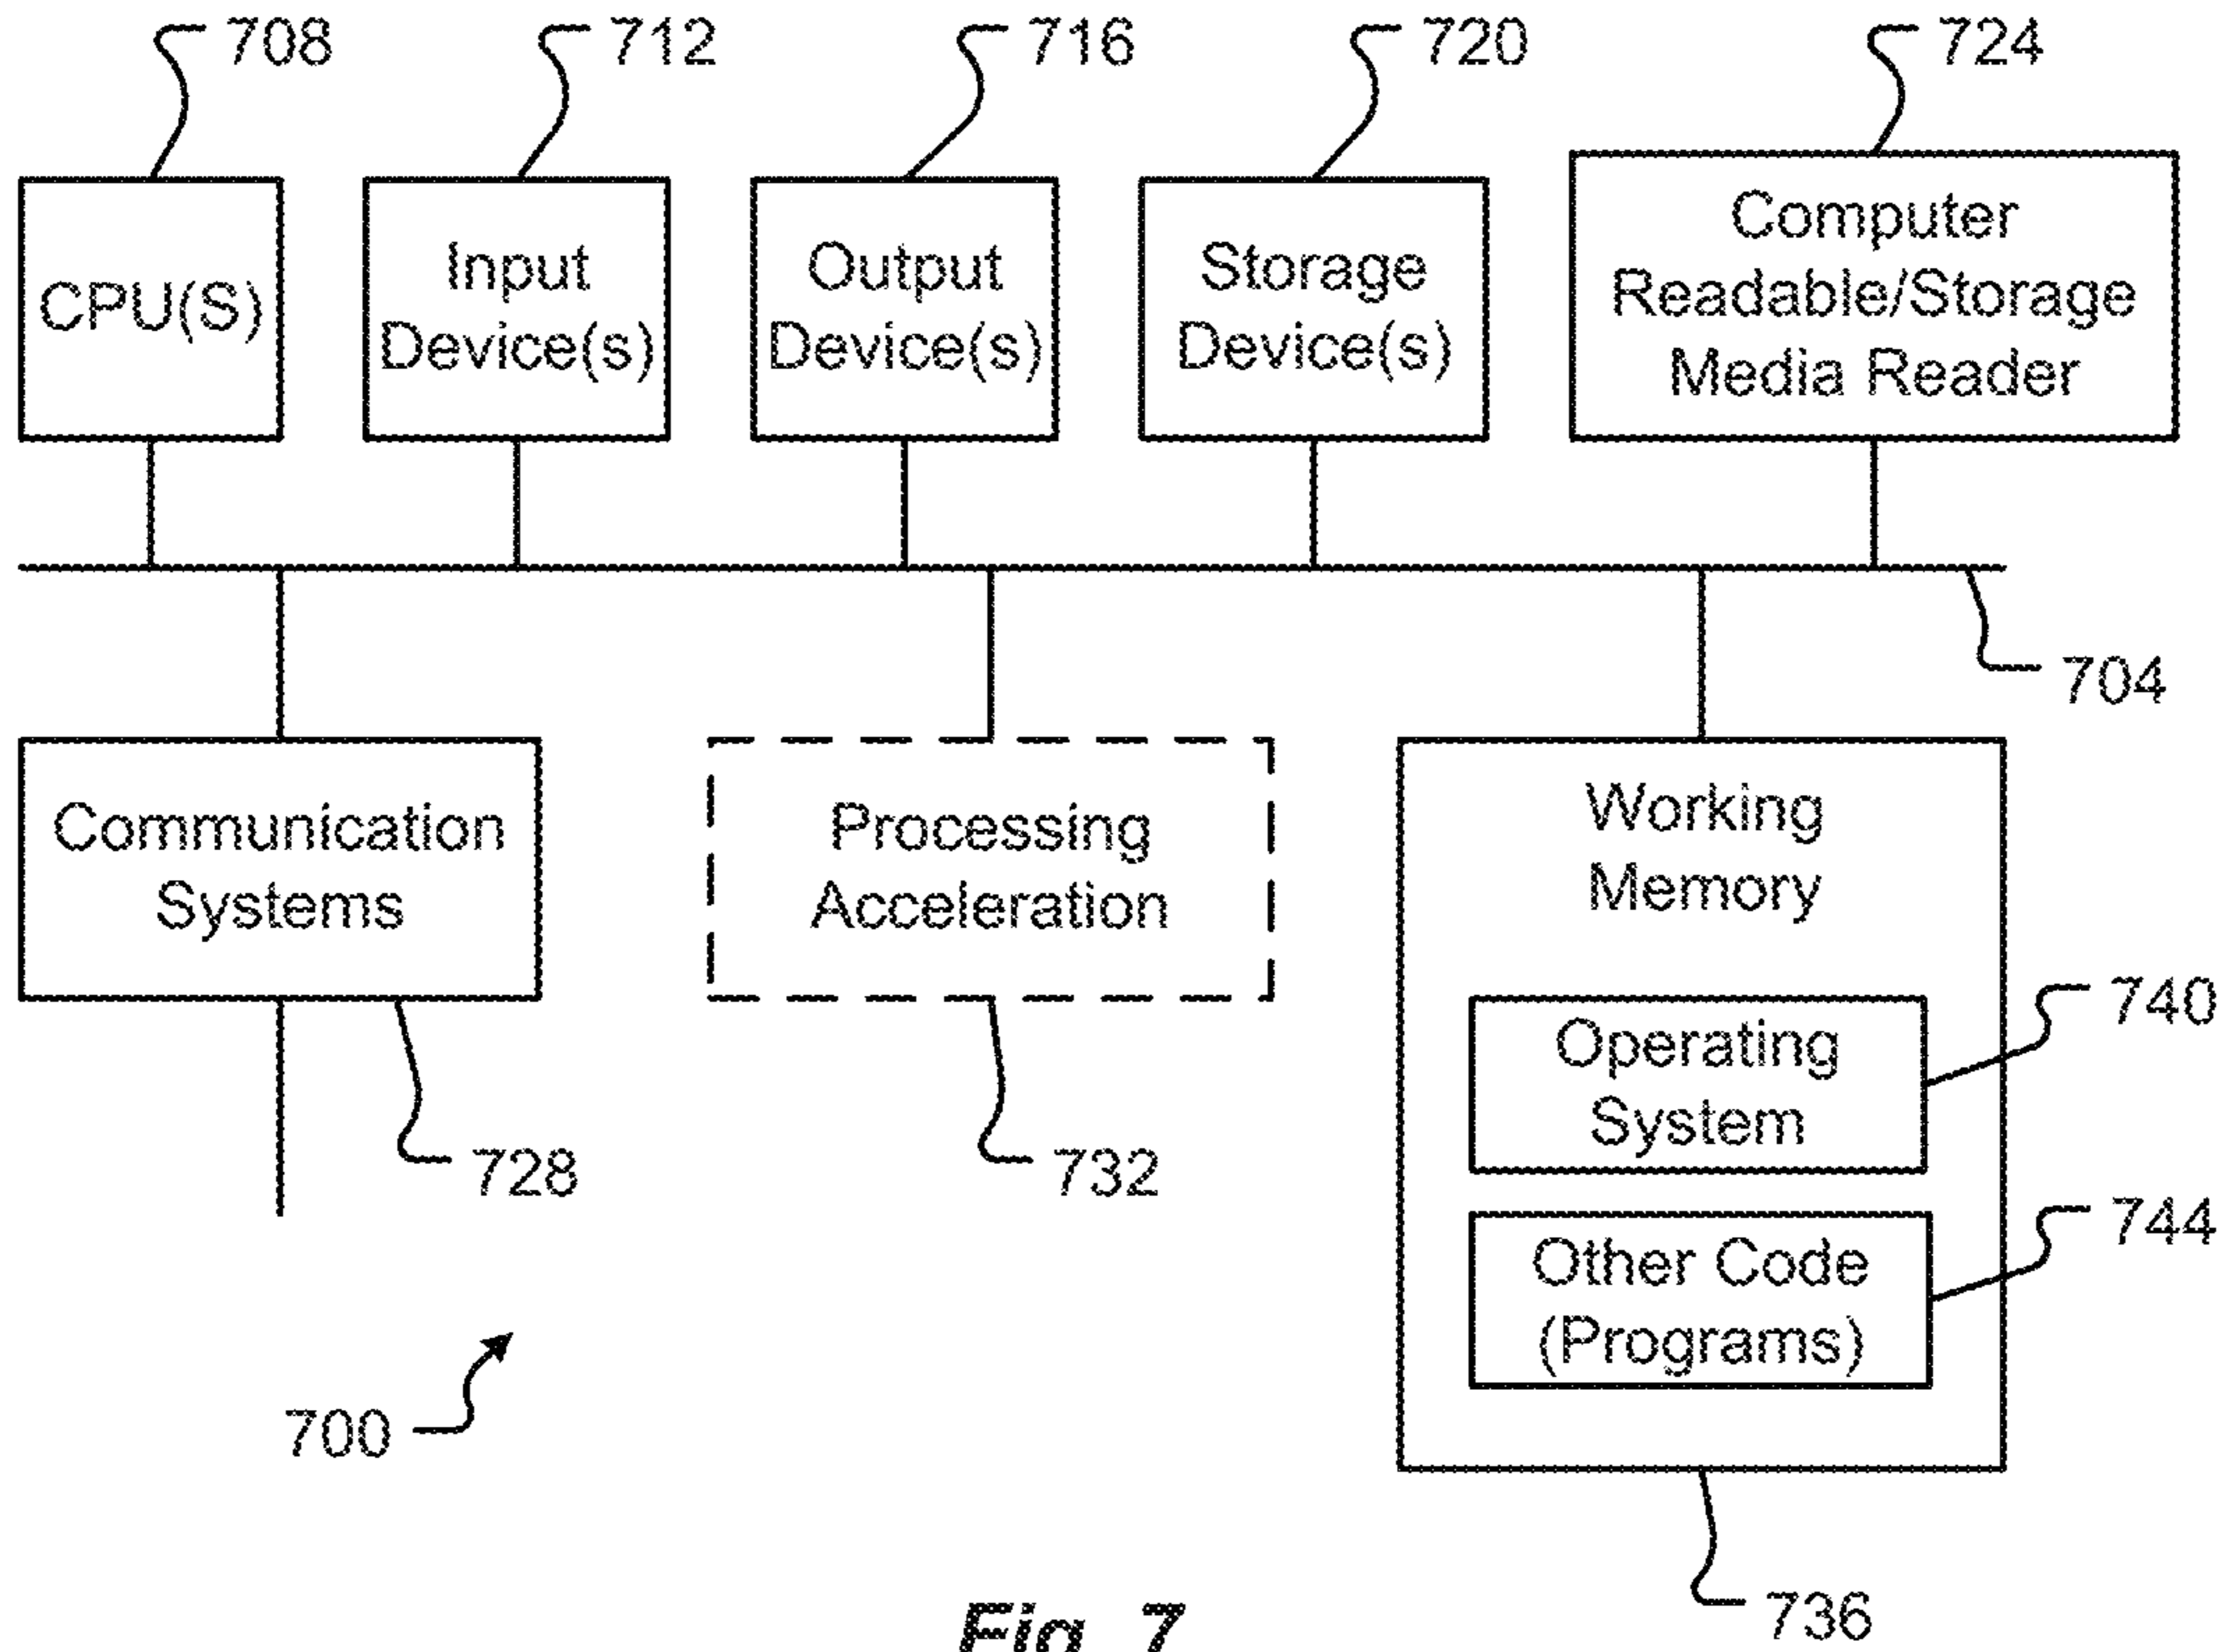 708
712
716
720
724
CPU(S)
Input
Device(s)
Output
Device(s)
Storage
Device(s)
Computer
Readable/Storage
Media Reader
704
Communication
Systems
Processing
Acceleration
Working
Memory
Operating
System
740
728
732
Other Code
(Programs)
744
700
736
Fig. 7